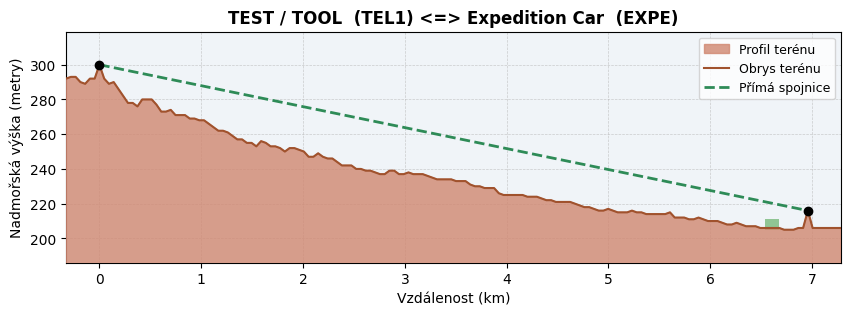 TEST / TOOL  (TEL1) <=> Expedition Car  (EXPE)
Nadmořská výška (metry)
300
280
260
240
220
200
Profil terénu
Obrys terénu
Přímá spojnice
0 1 2 3 4 5 6 7
Vzdálenost (km)